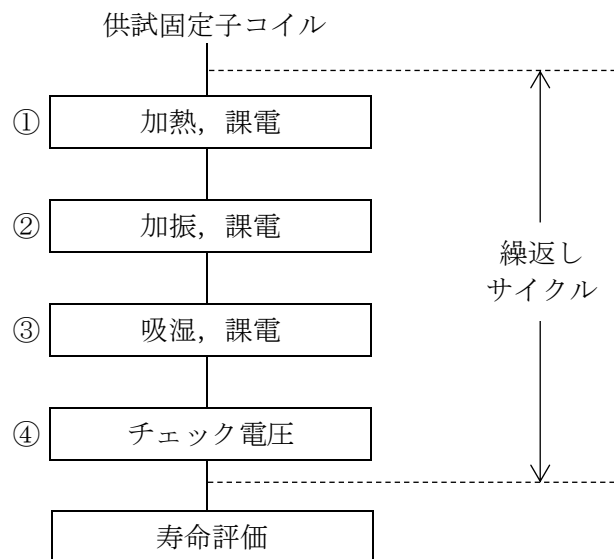 供試固定子コイル
① 加熱，課電
② 加振，課電
繰返し
サイクル
③ 吸湿，課電
④ チェック電圧
寿命評価